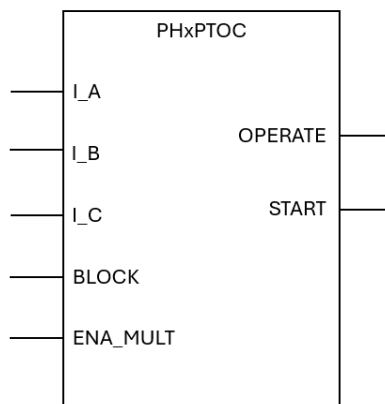 PHxPTOC
I_A
I_B
I_C
BLOCK
ENA_MULT
OPERATE
START